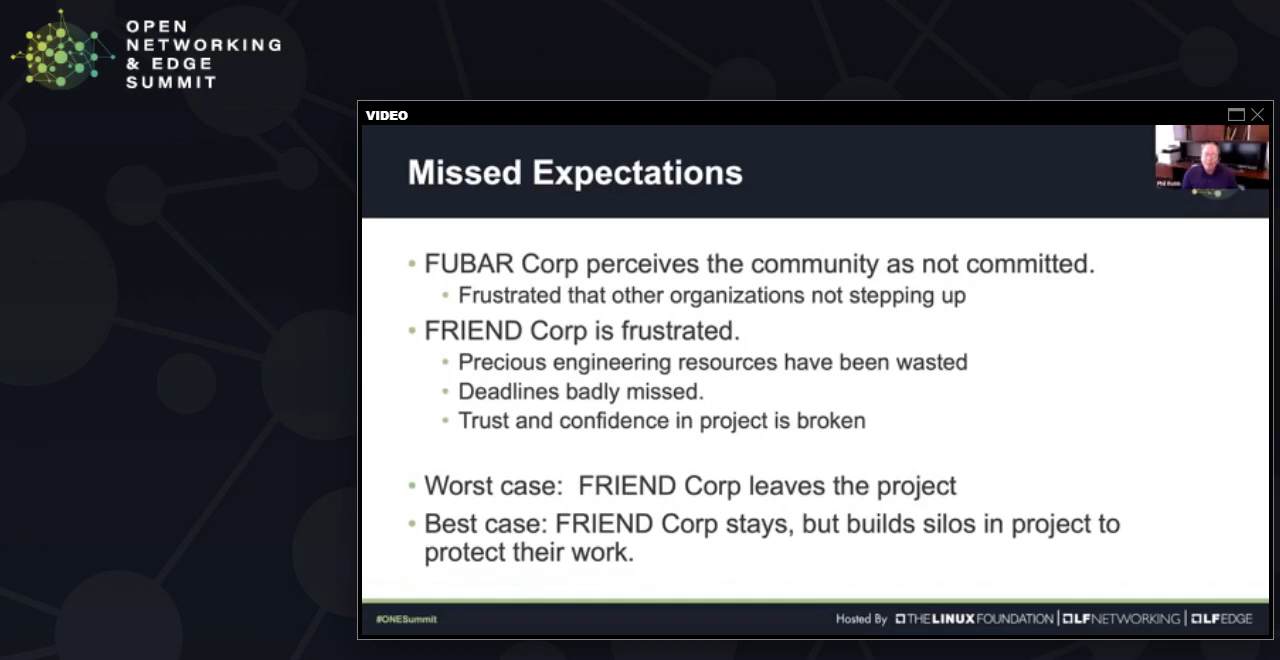 OPEN
NETWORKING
& EDGE
SUMMIT
VIDEO
Missed Expectations
• FUBAR Corp perceives the community as not committed.
• Frustrated that other organizations not stepping up
• FRIEND Corp is frustrated.
• Precious engineering resources have been wasted
• Deadlines badly missed.
• Trust and confidence in project is broken
• Worst case: FRIEND Corp leaves the project
• Best case: FRIEND Corp stays, but builds silos in project to
protect their work.
#ONESummit
Hosted By THE LINUX FOUNDATION | LF NETWORKING | LF EDGE